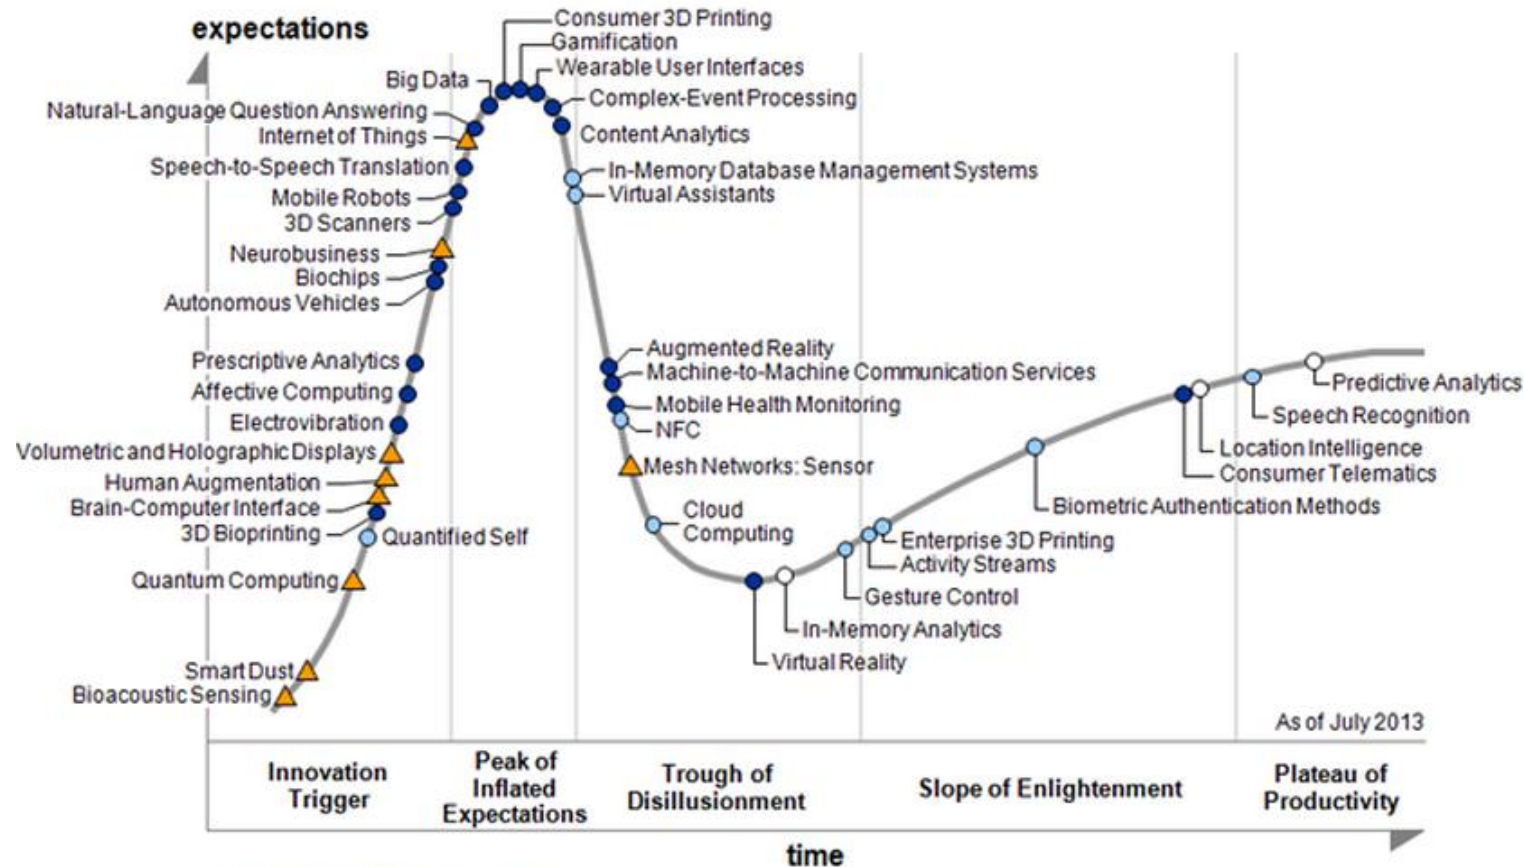 expectations
Consumer 3D Printing
Gamification
Wearable User Interfaces
Big Data
Complex-Event Processing
Natural-Language Question Answering
Internet of Things
Content Analytics
Speech-to-Speech Translation
In-Memory Database Management Systems
Mobile Robots
Virtual Assistants
3D Scanners
Neurobusiness
Biochips
Autonomous Vehicles
Augmented Reality
Prescriptive Analytics
Machine-to-Machine Communication Services
Predictive Analytics
Affective Computing
Mobile Health Monitoring
Speech Recognition
Electrovibration
NFC
Volumetric and Holographic Displays
Location Intelligence
Mesh Networks: Sensor
Consumer Telematics
Human Augmentation
Brain-Computer Interface
Biometric Authentication Methods
Cloud
Computing
3D Bioprinting
Quantified Self
Enterprise 3D Printing
Activity Streams
Quantum Computing
Gesture Control
In-Memory Analytics
Virtual Reality
Smart Dust
Bioacoustic Sensing
As of July 2013
Innovation
Trigger
Peak of
Inflated
Expectations
Trough of
Disillusionment
Slope of Enlightenment
Plateau of
Productivity
time